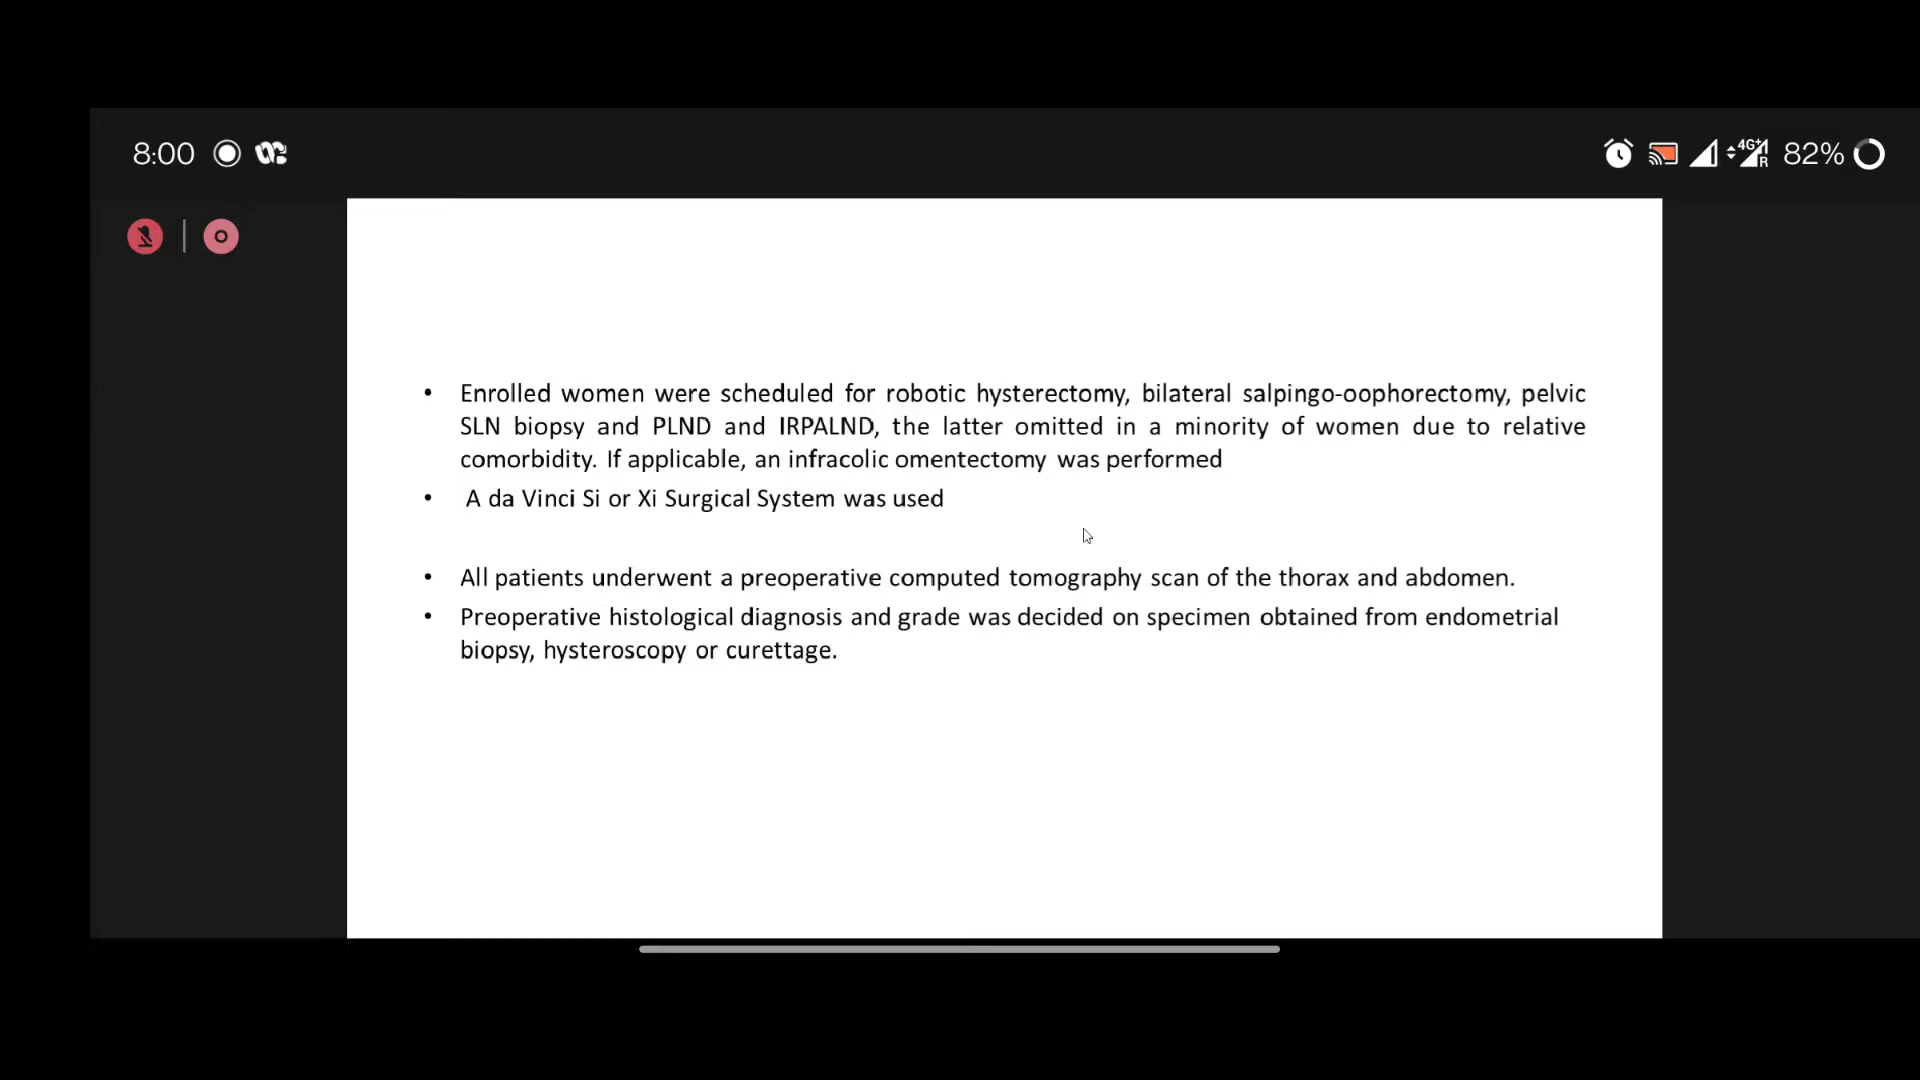 8:00
4G+
R
82%
• Enrolled women were scheduled for robotic hysterectomy, bilateral salpingo-oophorectomy, pelvic
SLN biopsy and PLND and IRPALND, the latter omitted in a minority of women due to relative
comorbidity. If applicable, an infracolic omentectomy was performed
• A da Vinci Si or Xi Surgical System was used
• All patients underwent a preoperative computed tomography scan of the thorax and abdomen.
• Preoperative histological diagnosis and grade was decided on specimen obtained from endometrial
biopsy, hysteroscopy or curettage.